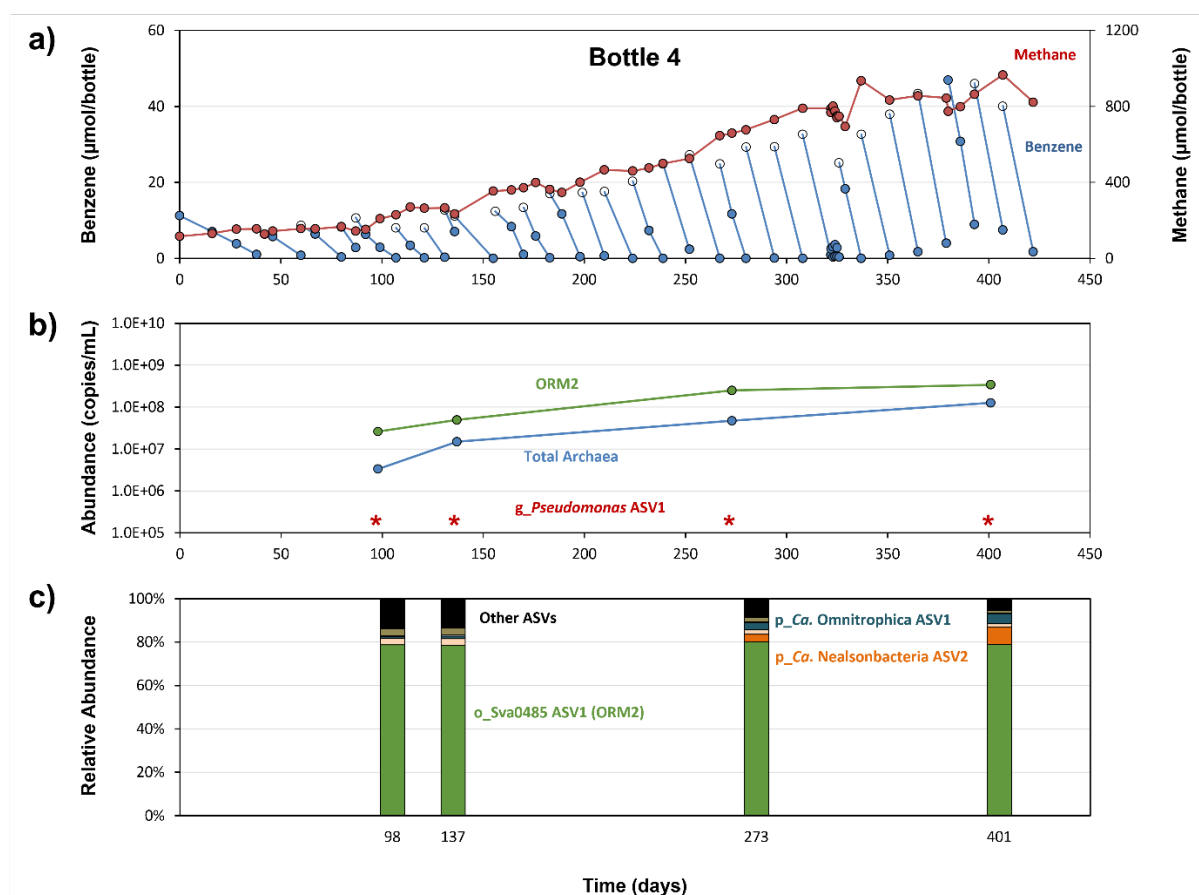 a)
Bottle 4
Methane
Benzene
Benzene (µmol/bottle)
Methane (µmol/bottle)
60
40
20
0
1200
800
400
0
0 50 100 150 200 250 300 350 400 450
b)
Abundance (copies/mL)
1.0E+10
1.0E+09
1.0E+08
1.0E+07
1.0E+06
1.0E+05
ORM2
Total Archaea
g_Pseudomonas ASV1
* * * *
0 50 100 150 200 250 300 350 400 450
c)
Relative Abundance
100%
80%
60%
40%
20%
0%
Other ASVs
p_Ca. Omnitrophica ASV1
p_Ca. Nealsonbacteria ASV2
o_Sva0485 ASV1 (ORM2)
98 137 273 401
Time (days)